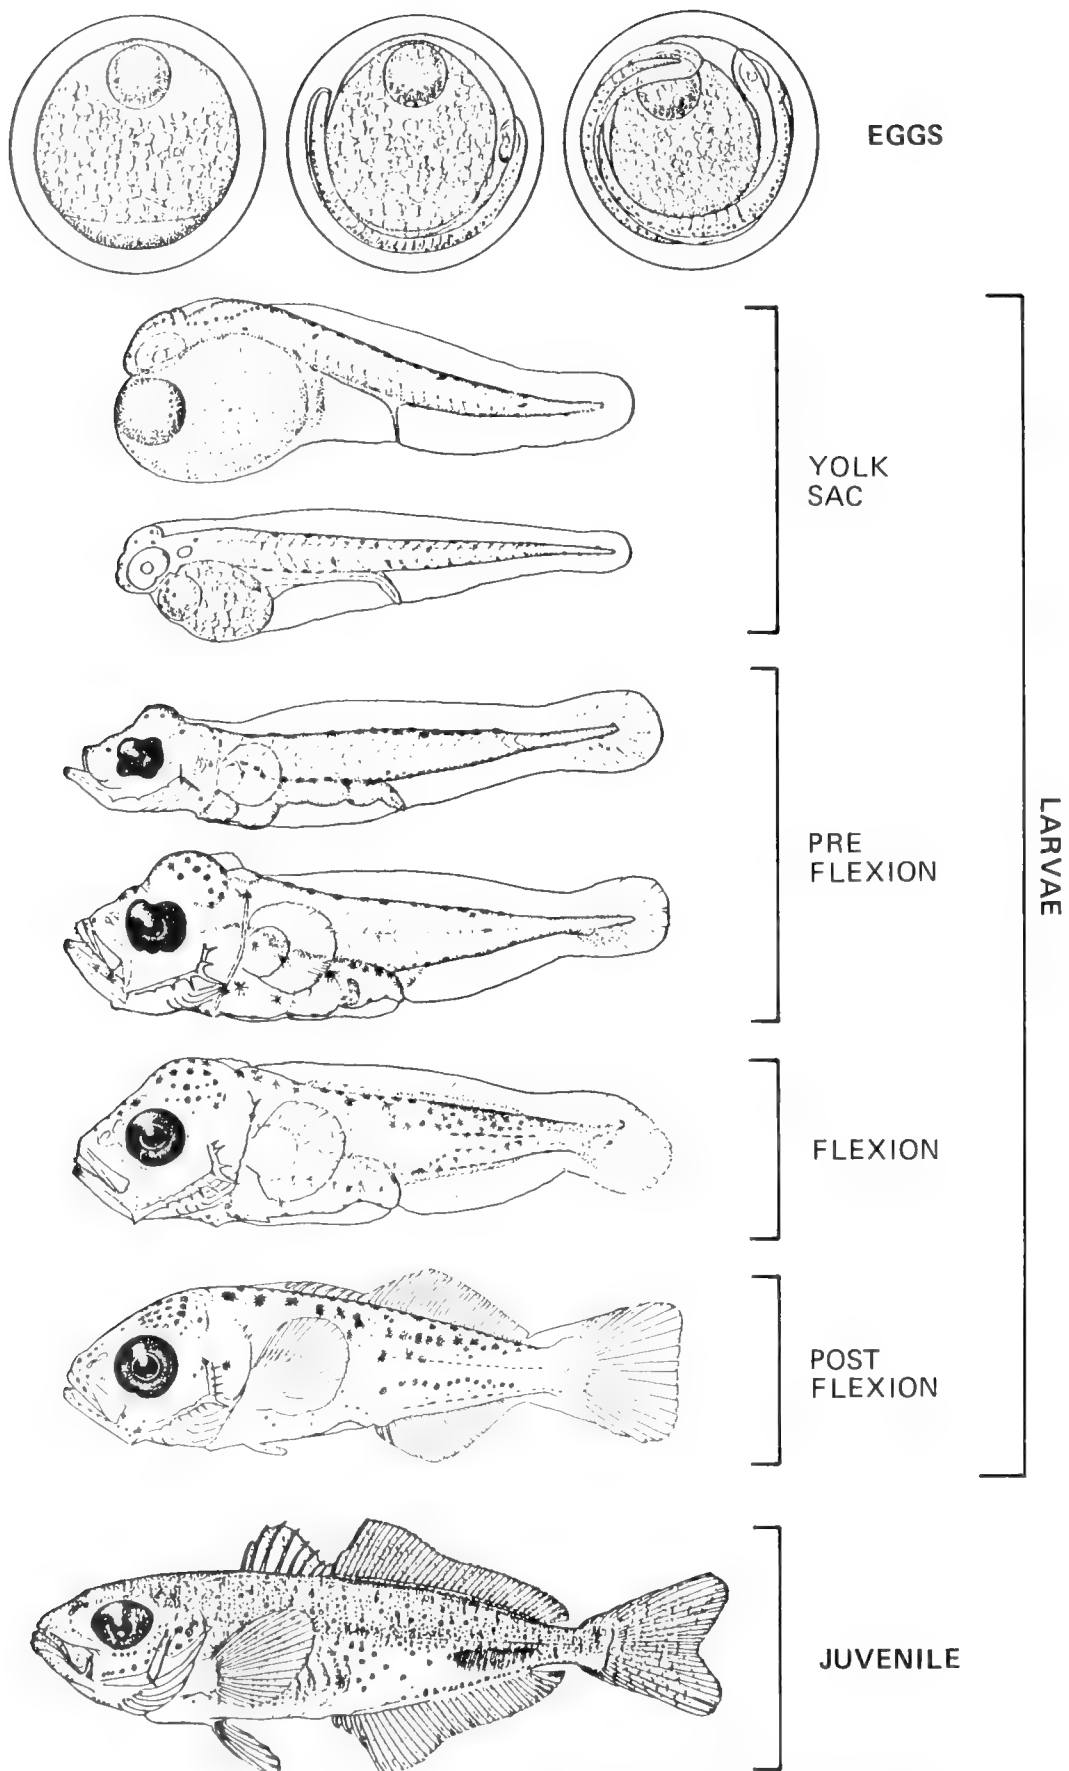 EGGS
YOLK
SAC
PRE
FLEXION
FLEXION
POST
FLEXION
LARVAE
JUVENILE